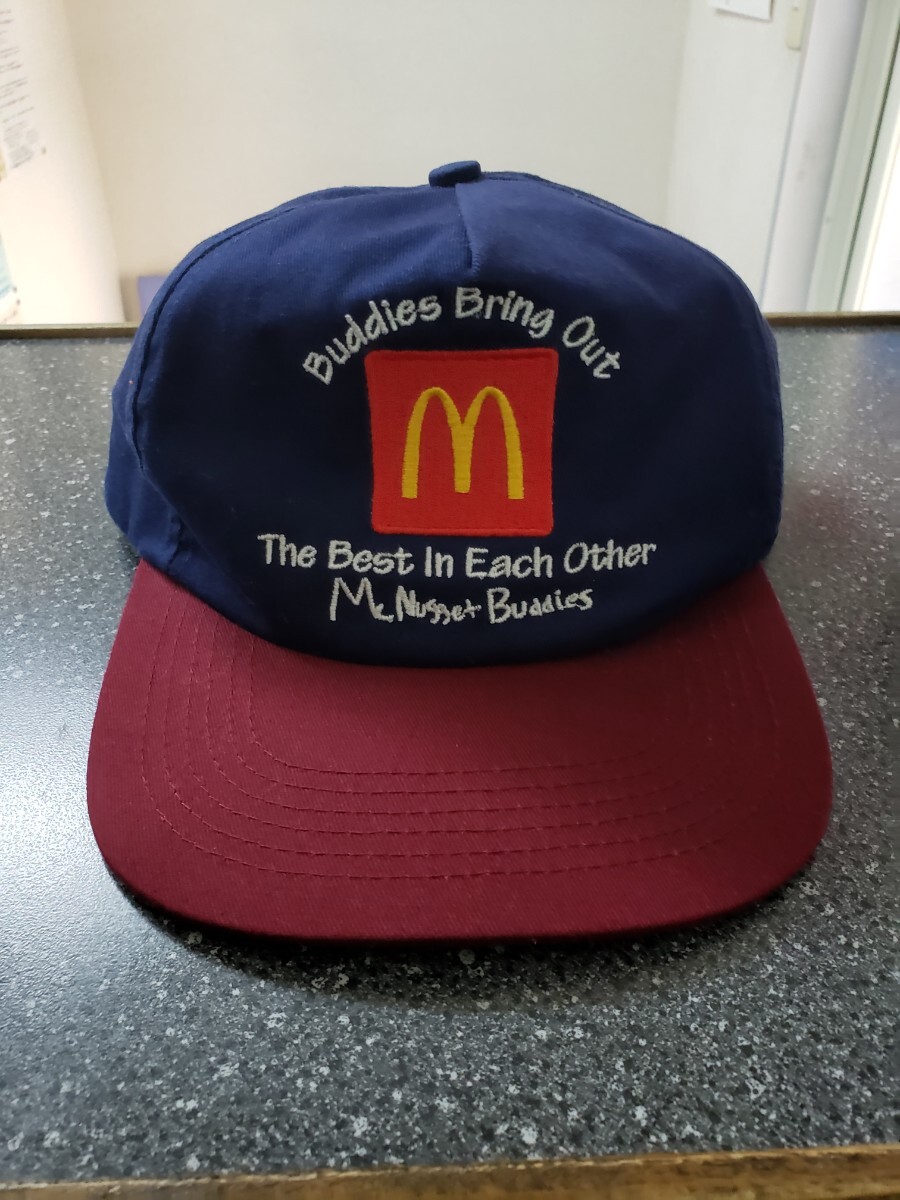 Buddies Bring Out
M
The Best In Each Other
McNugget Buddies